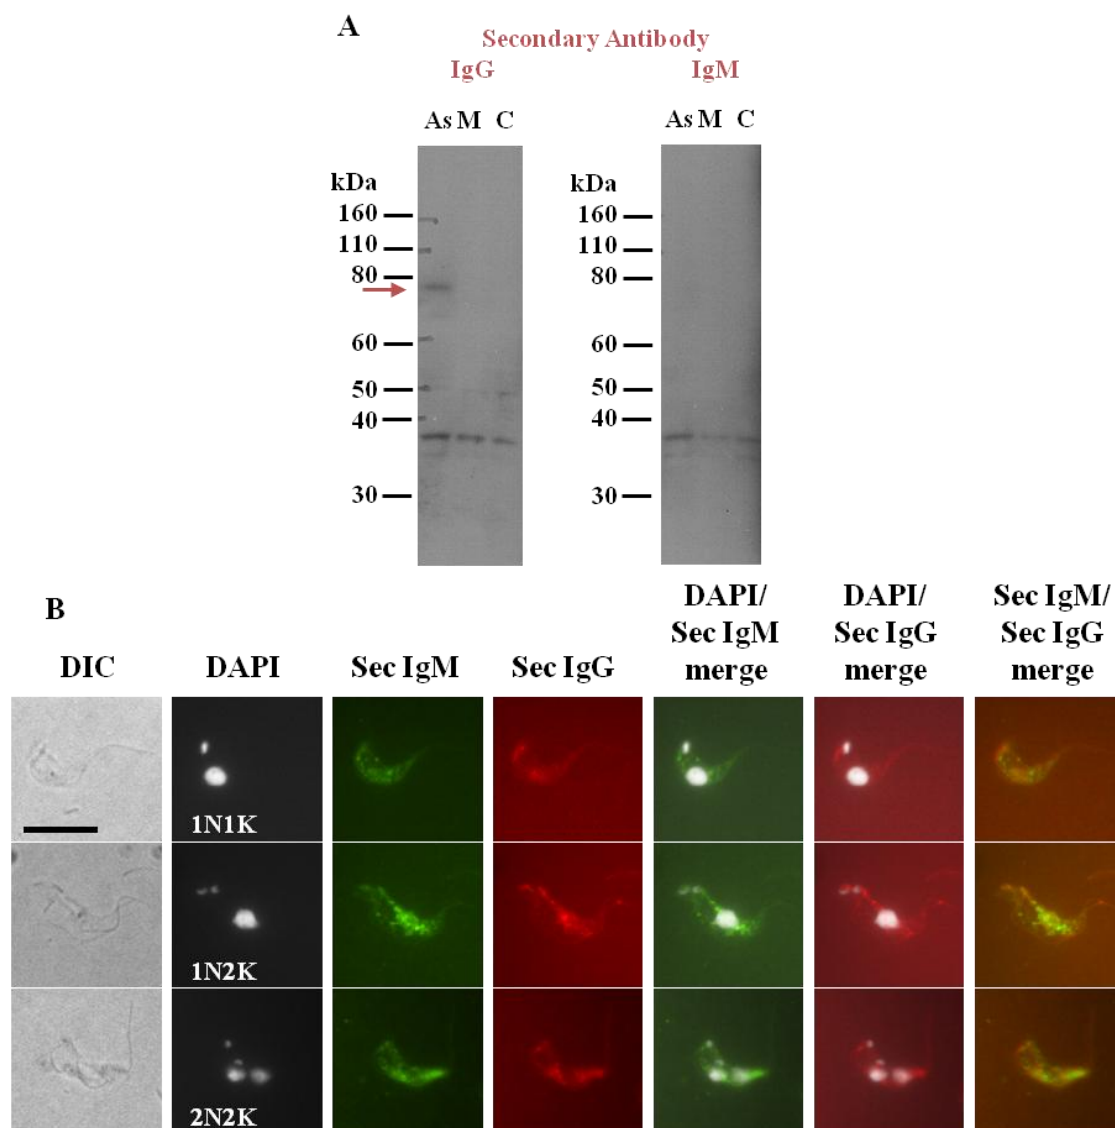 A
Secondary Antibody
IgG
IgM
As M C
As M C
kDa
160
110
80
60
50
40
30
kDa
160
110
80
60
50
40
30
B
DIC
DAPI
Sec IgM
Sec IgG
DAPI/
Sec IgM
merge
DAPI/
Sec IgG
merge
Sec IgM/
Sec IgG
merge
1N1K
1N2K
2N2K